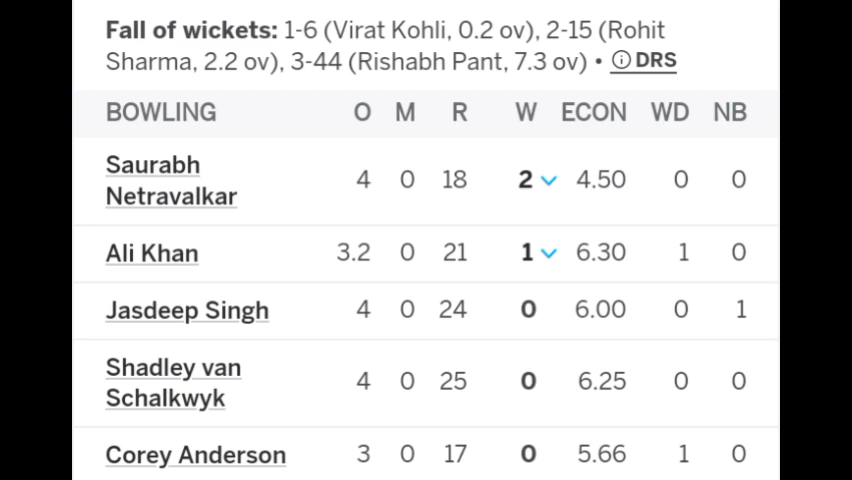 Fall of wickets: 1-6 (Virat Kohli, 0.2 ov), 2-15 (Rohit
Sharma, 2.2 ov), 3-44 (Rishabh Pant, 7.3 ov) • ⓘ DRS
BOWLING O M R W ECON WD NB
Saurabh
Netravalkar 4 0 18 2 4.50 0 0
Ali Khan 3.2 0 21 1 6.30 1 0
Jasdeep Singh 4 0 24 0 6.00 0 1
Shadley van
Schalkwyk 4 0 25 0 6.25 0 0
Corey Anderson 3 0 17 0 5.66 1 0